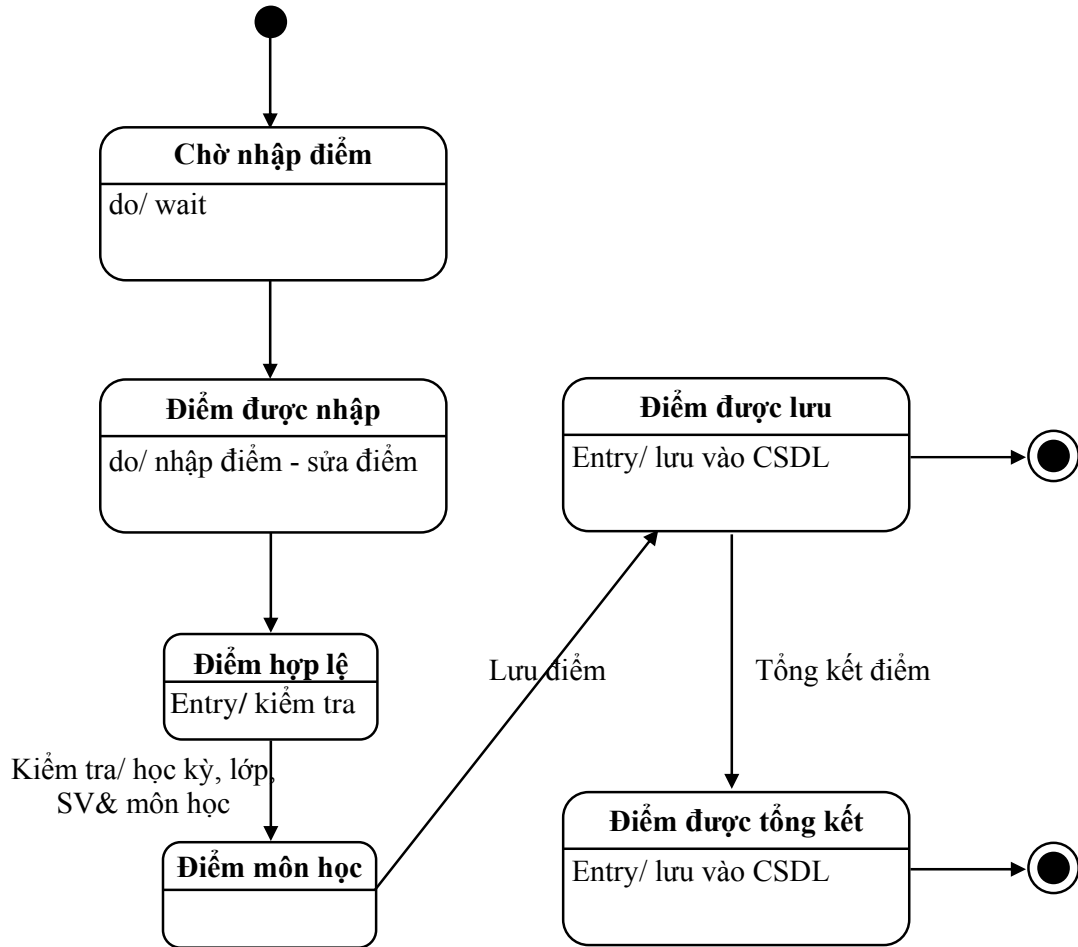 Chờ nhập điểm
do/ wait
Điểm được nhập
do/ nhập điểm - sửa điểm
Điểm hợp lệ
Entry/ kiểm tra
Kiểm tra/ học kỳ, lớp,
SV& môn học
Điểm môn học
Lưu điểm
Điểm được lưu
Entry/ lưu vào CSDL
Tổng kết điểm
Điểm được tổng kết
Entry/ lưu vào CSDL